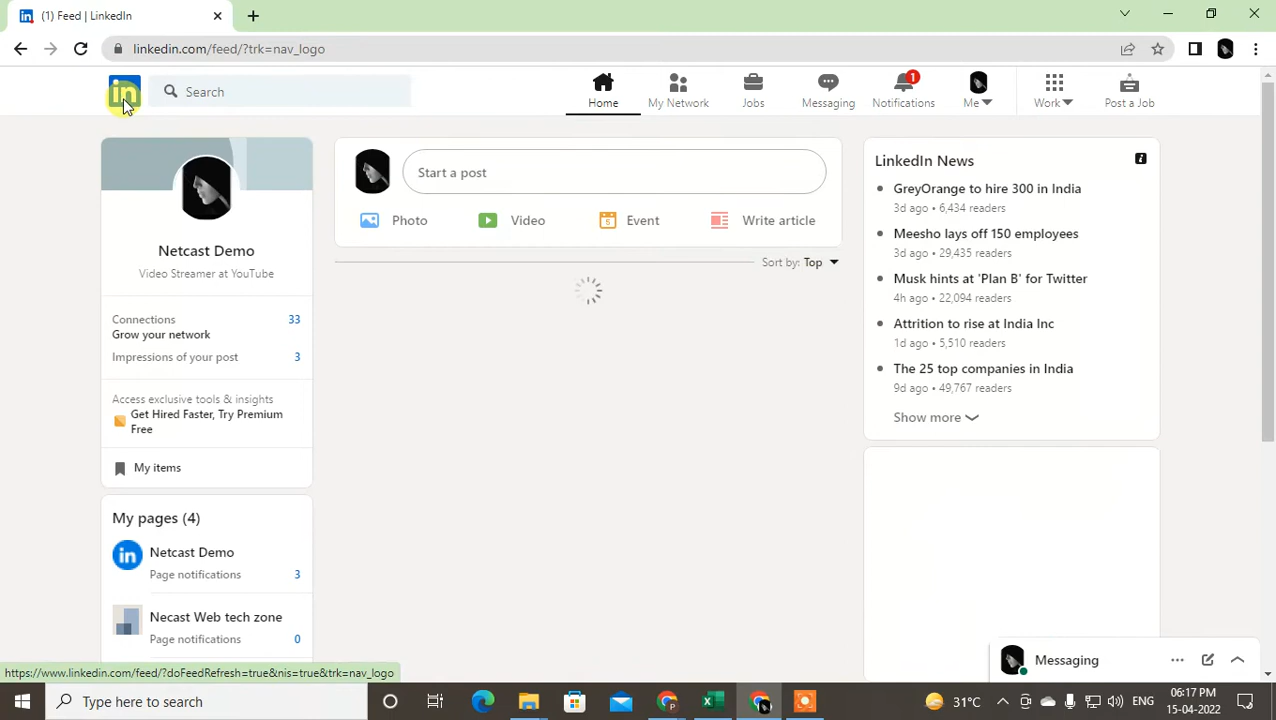 (1) Feed | LinkedIn
linkedin.com/feed/?trk=nav_logo
in
Search
Home
My Network
Jobs
Messaging
1
Notifications
Me
Work
Post a Job
Netcast Demo
Video Streamer at YouTube
Connections 33
Grow your network
Impressions of your post 3
Access exclusive tools & insights
Get Hired Faster, Try Premium
Free
My items
My pages (4)
in
Netcast Demo
Page notifications 3
Necast Web tech zone
Page notifications 0
Start a post
Photo
Video
Event
Write article
Sort by: Top
LinkedIn News
GreyOrange to hire 300 in India
3d ago • 6,434 readers
Meesho lays off 150 employees
3d ago • 29,435 readers
Musk hints at 'Plan B' for Twitter
4h ago • 22,094 readers
Attrition to rise at India Inc
1d ago • 5,510 readers
The 25 top companies in India
9d ago • 49,767 readers
Show more
Messaging
https://www.linkedin.com/feed/?doFeedRefresh=true&nis=true&trk=nav_logo
Type here to search
31°C
ENG
06:17 PM
15-04-2022